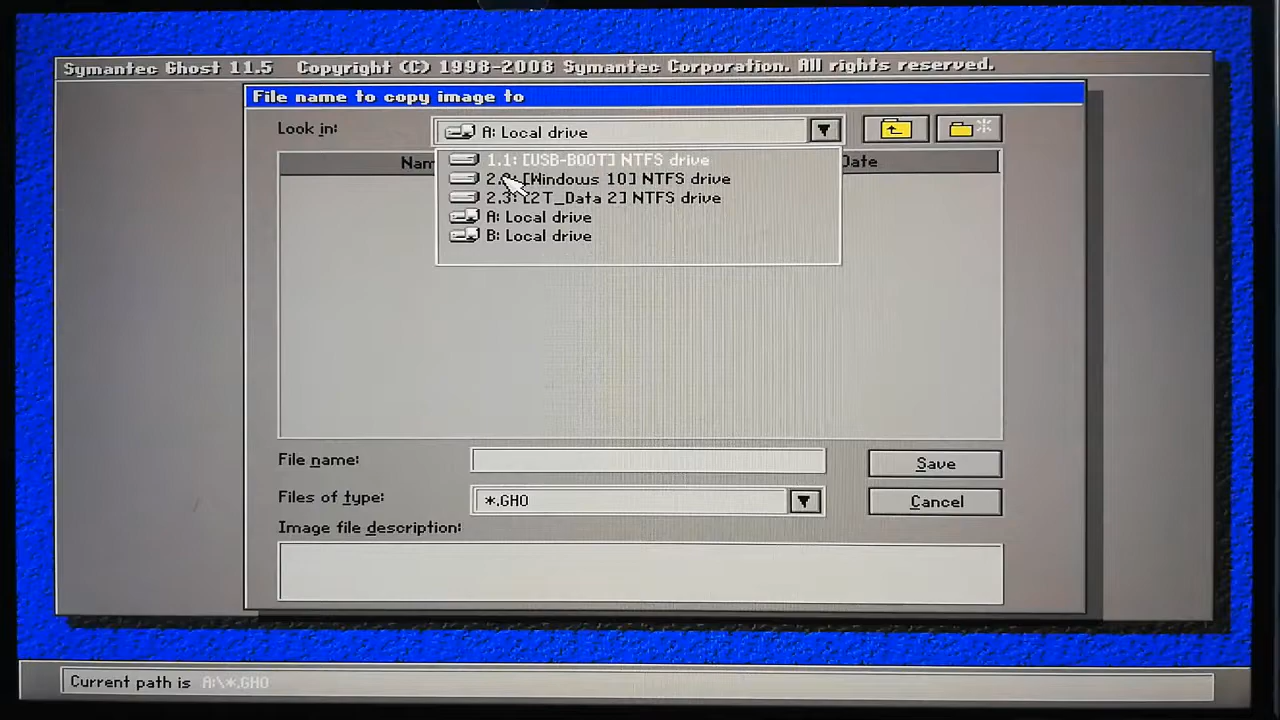 Symantec Ghost 11.5 Copyright (C) 1998-2008 Symantec Corporation. All rights reserved.
File name to copy image to
Look in:
A: Local drive
Nam
Date
1.1: [USB-BOOT] NTFS drive
[Windows 10] NTFS drive
2.3: [2T_Data 2] NTFS drive
A: Local drive
B: Local drive
File name:
Save
Files of type:
*.GHO
Cancel
Image file description:
Current path is A:\*.GHO